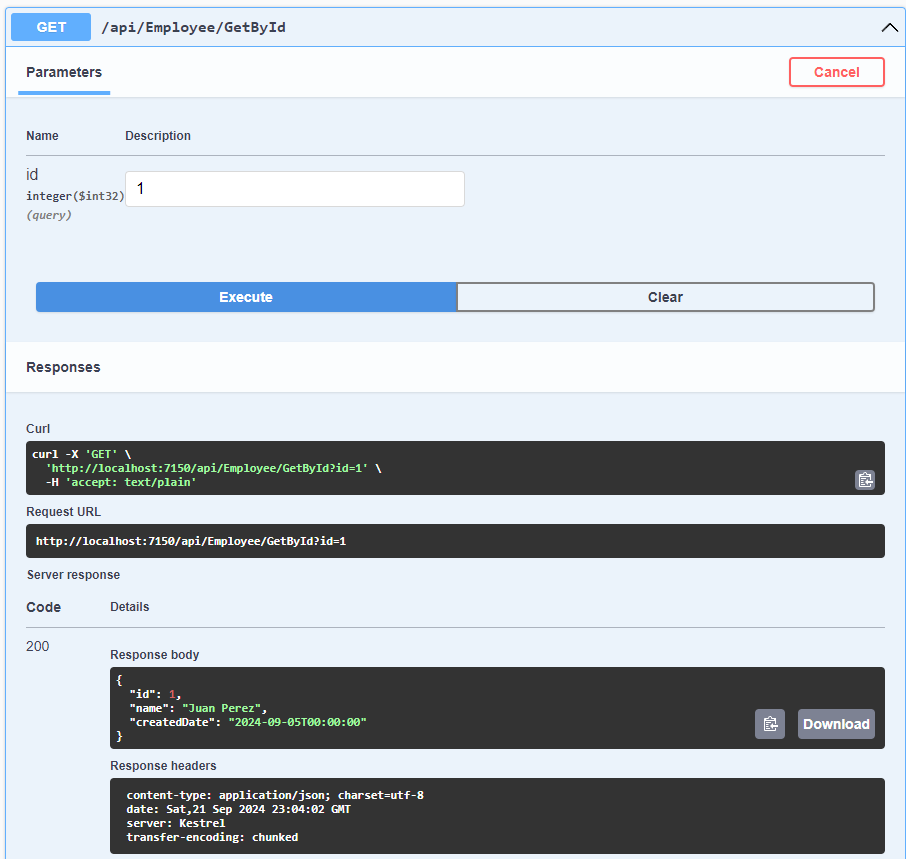 GET /api/Employee/GetById
Parameters
Cancel
Name Description
id
integer($int32)
1
(query)
Execute Clear
Responses
Curl
curl -X 'GET' \
'http://localhost:7150/api/Employee/GetById?id=1' \
-H 'accept: text/plain'
Request URL
http://localhost:7150/api/Employee/GetById?id=1
Server response
Code Details
200
Response body
{
"id": 1,
"name": "Juan Perez",
"createdDate": "2024-09-05T00:00:00"
}
Download
Response headers
content-type: application/json; charset=utf-8
date: Sat,21 Sep 2024 23:04:02 GMT
server: Kestrel
transfer-encoding: chunked